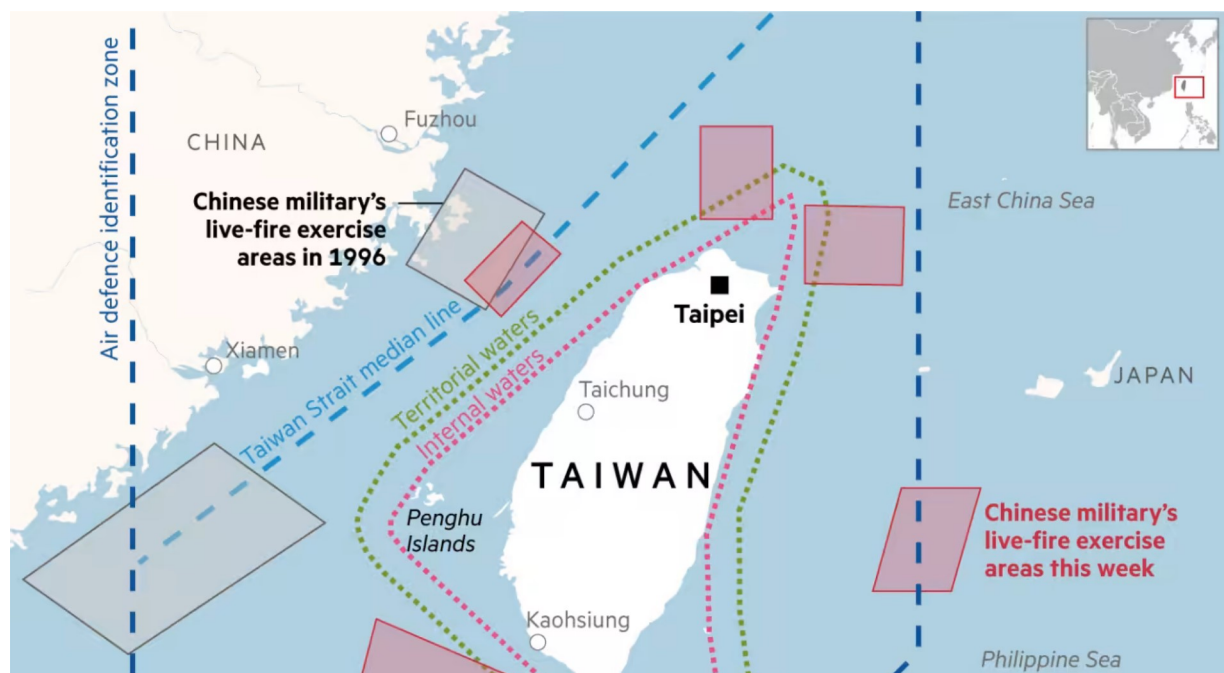 Air defence identification zone
CHINA
Fuzhou
Chinese military's
live-fire exercise
areas in 1996
East China Sea
Taipei
Xiamen
Taiwan Strait median line
Territorial waters
Internal waters
Taichung
JAPAN
TAIWAN
Penghu
Islands
Chinese military's
live-fire exercise
areas this week
Kaohsiung
Philippine Sea